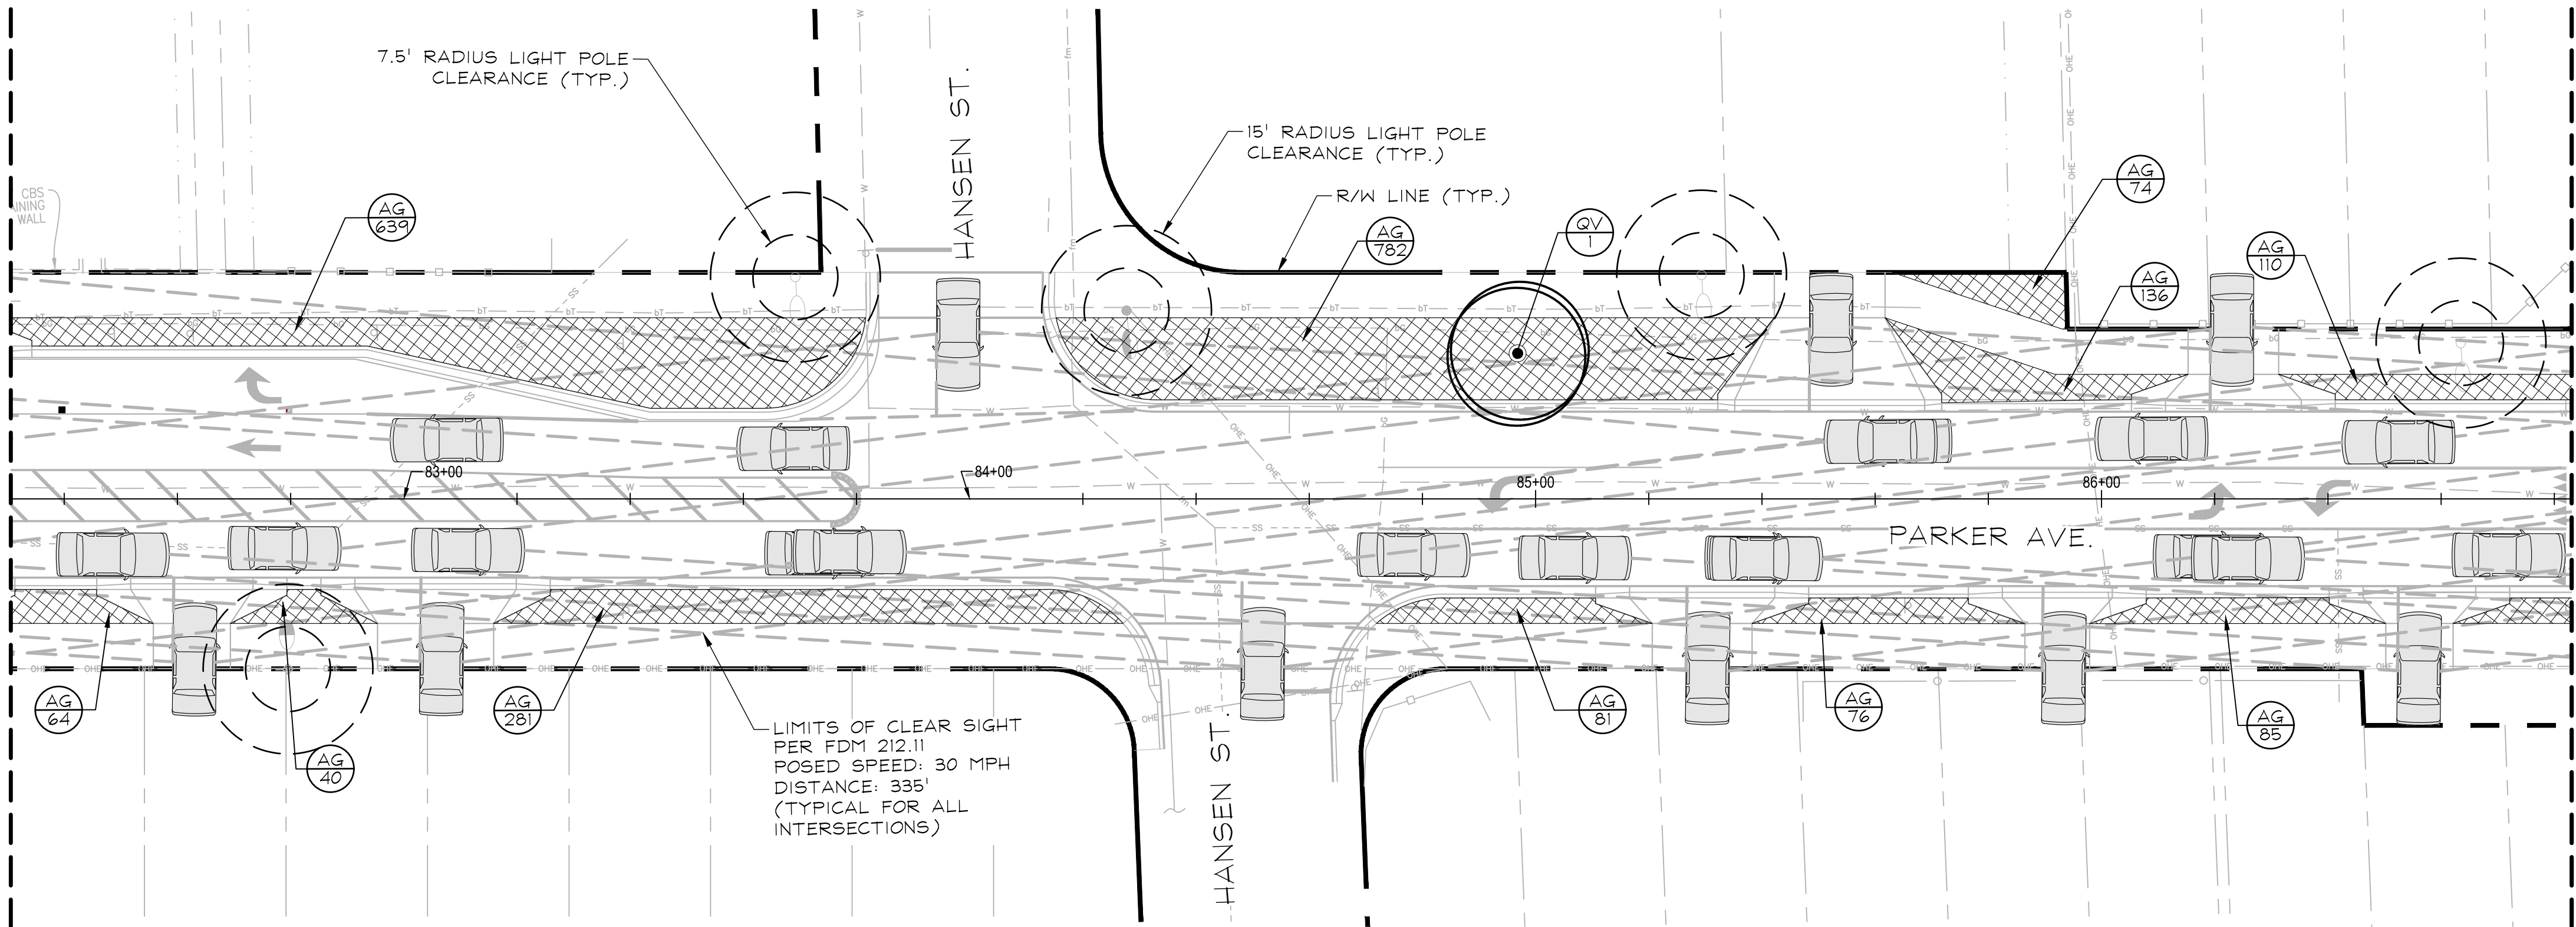 7.5' RADIUS LIGHT POLE
CLEARANCE (TYP.)
HANSEN ST.
15' RADIUS LIGHT POLE
CLEARANCE (TYP.)
R/W LINE (TYP.)
CBS
WALL
AG
639
AG
782
QV
1
AG
74
AG
136
AG
110
83+00
84+00
85+00
86+00
PARKER AVE.
AG
64
AG
40
AG
281
LIMITS OF CLEAR SIGHT
PER FDM 212.11
POSED SPEED: 30 MPH
DISTANCE: 335'
(TYPICAL FOR ALL
INTERSECTIONS)
HANSEN ST.
AG
81
AG
76
AG
85